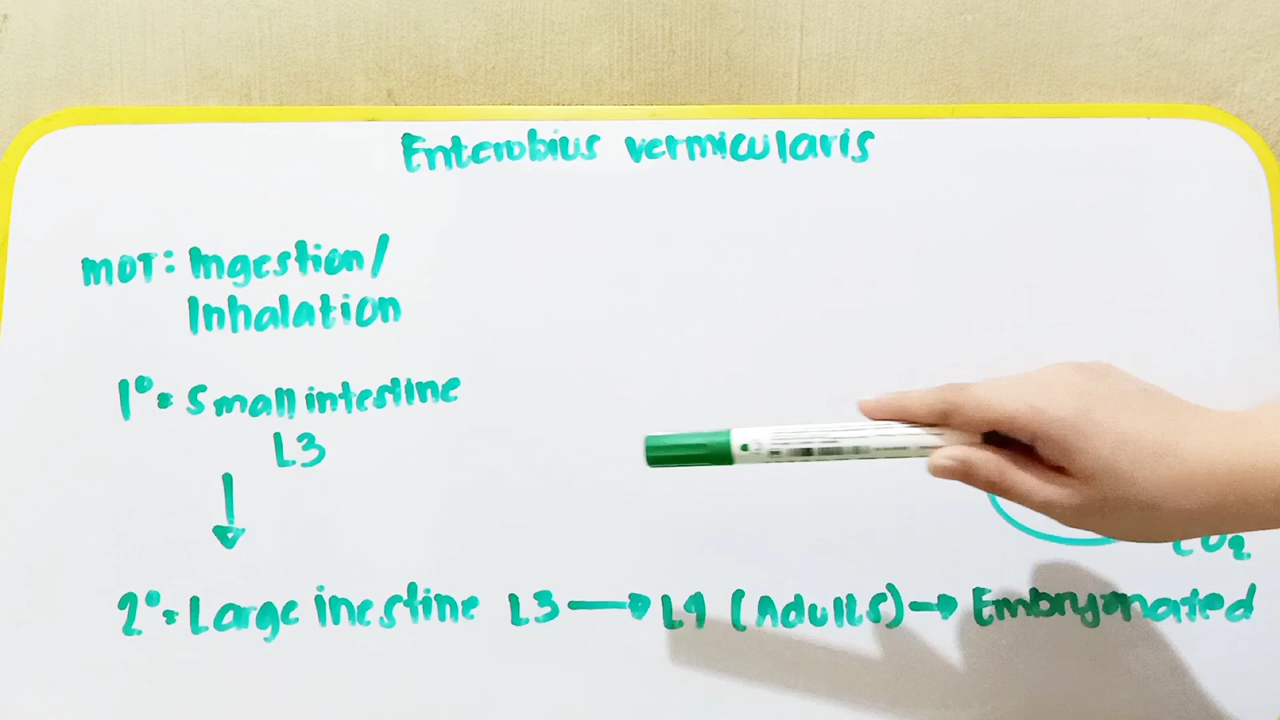 Enterobius vermicularis
MOT: Ingestion/
Inhalation
1° = Small intestine
L3
2° = Large inestine L3 → L4 (Adults) → Embryonated